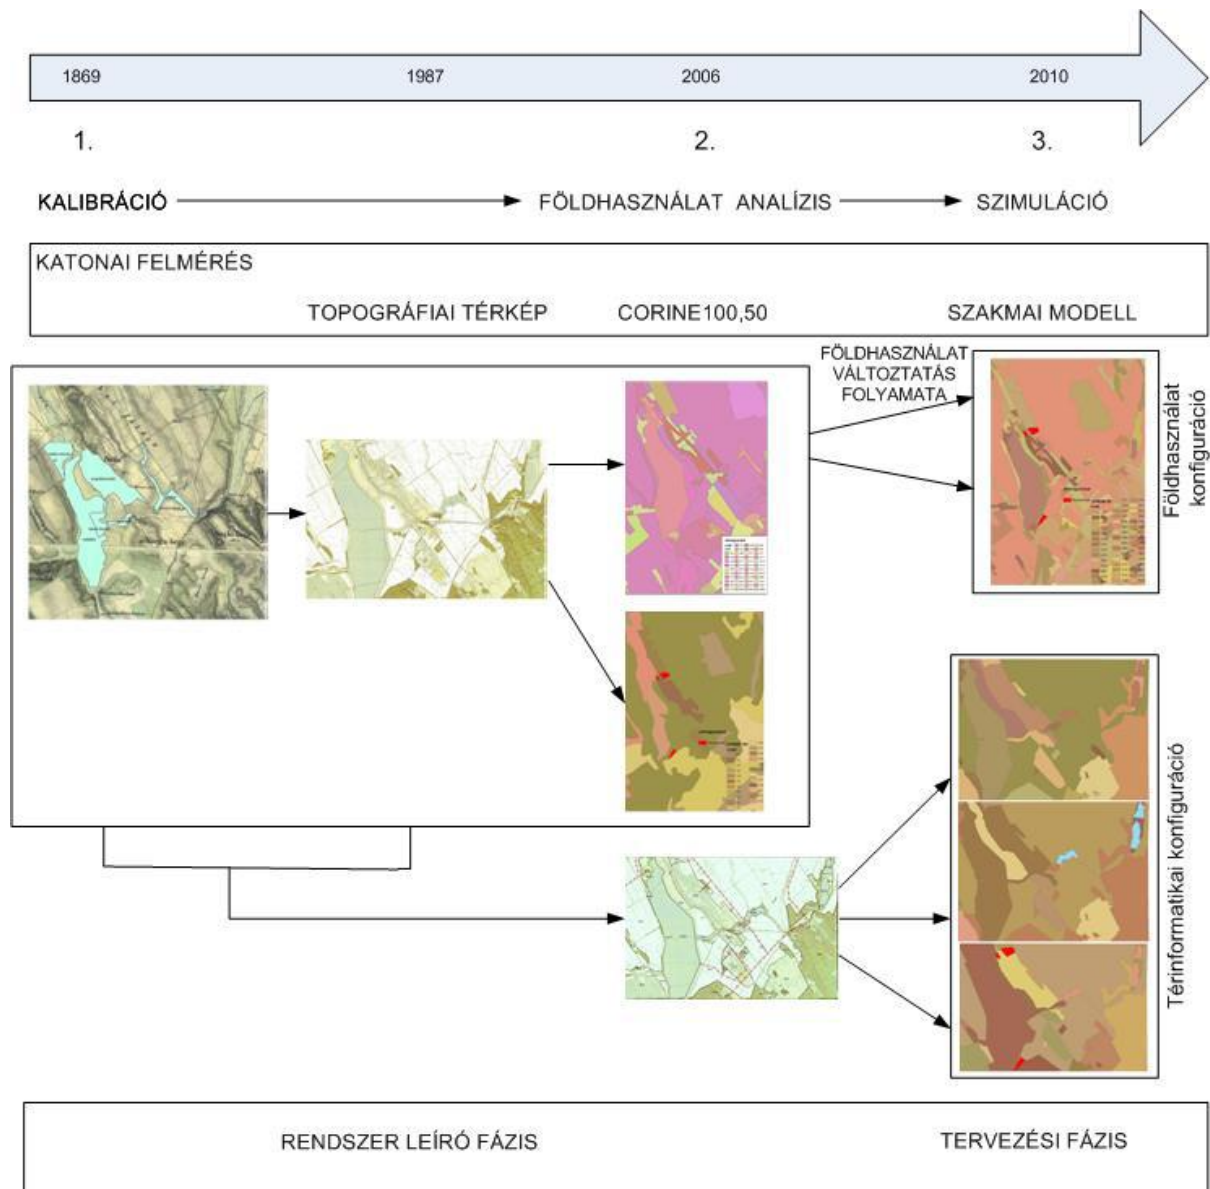 1869 1987 2006 2010
1. 2. 3.
KALIBRÁCIÓ FÖLDHASZNÁLAT ANALÍZIS SZIMULÁCIÓ
KATONAI FELMÉRÉS
TOPOGRÁFIAI TÉRKÉP CORINE100,50 SZAKMAI MODELL
FÖLDHASZNÁLAT
VÁLTOZTATÁS
FOLYAMATA
Földhasználat
konfiguráció
Térinformatikai konfiguráció
RENDSZER LEÍRÓ FÁZIS TERVEZÉSI FÁZIS